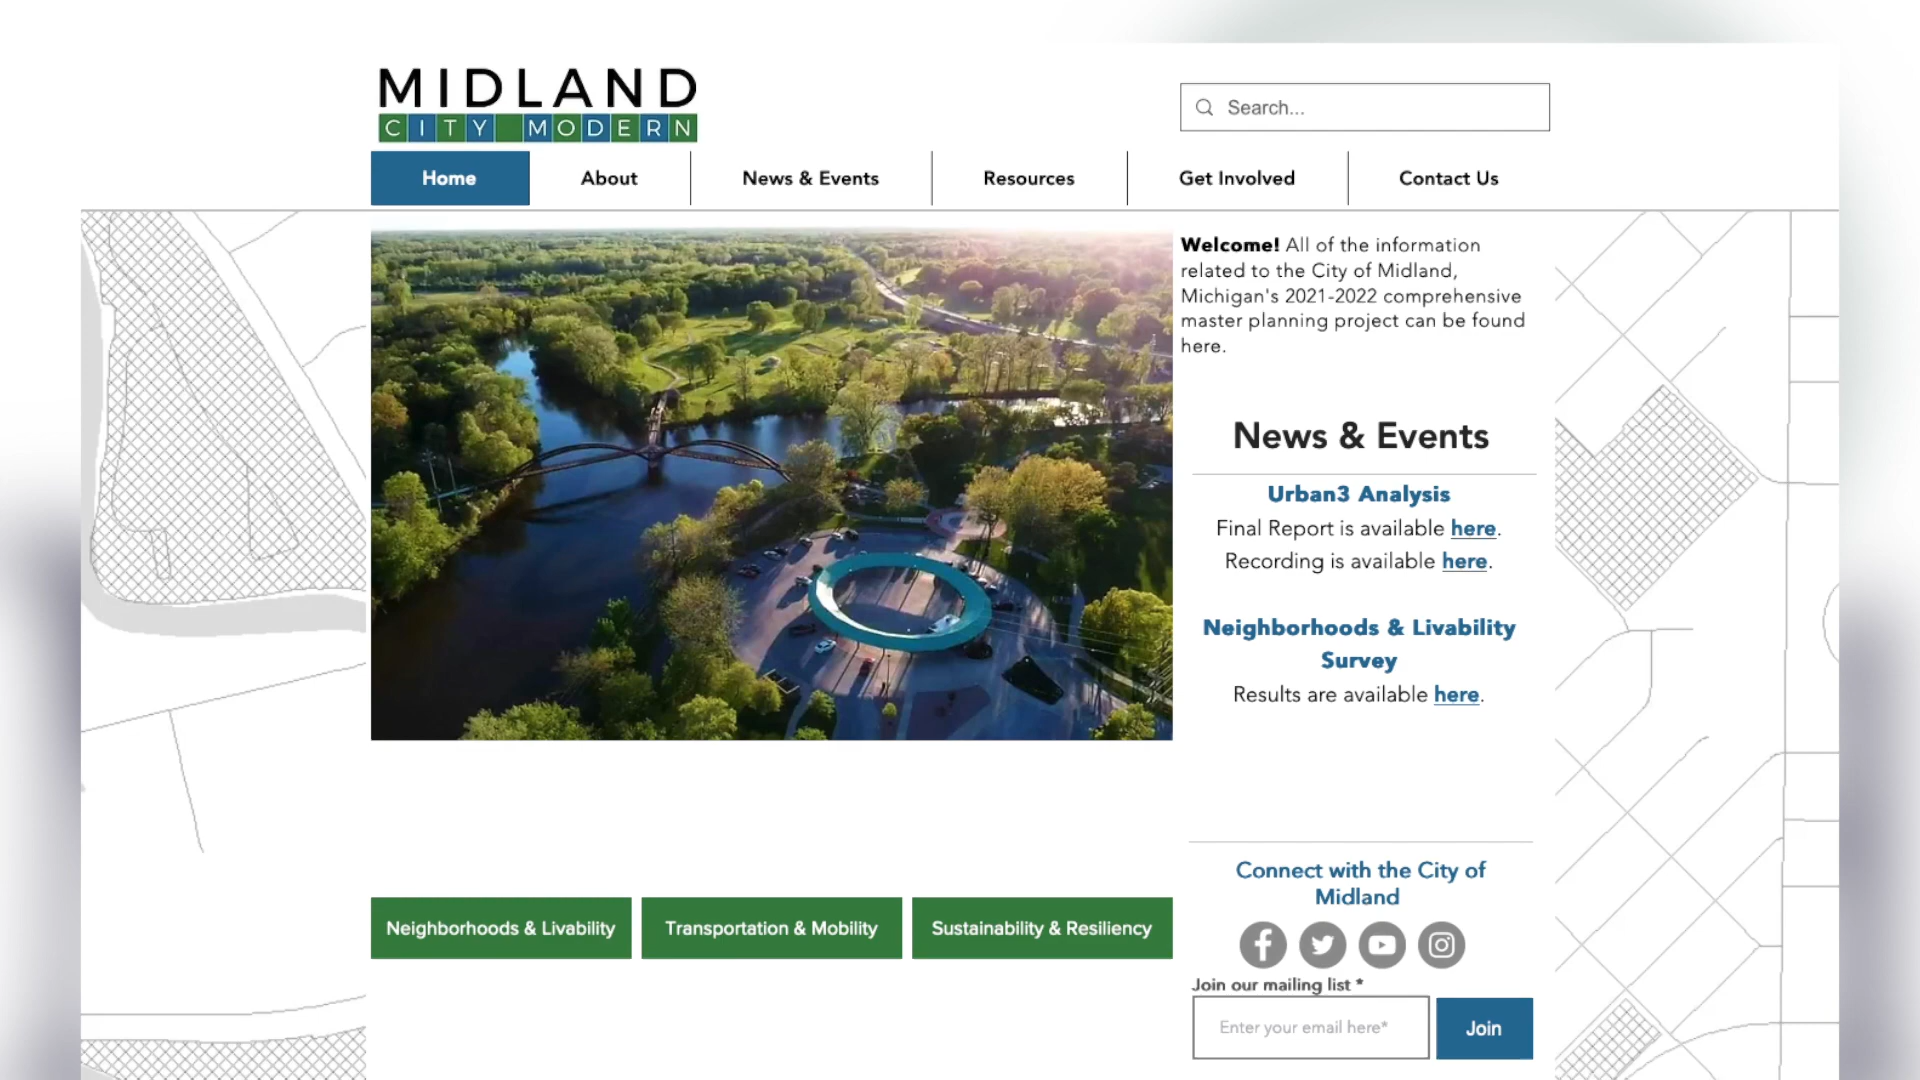 MIDLAND
CITY MODERN
Search...
Home
About
News & Events
Resources
Get Involved
Contact Us
Welcome! All of the information
related to the City of Midland,
Michigan's 2021-2022 comprehensive
master planning project can be found
here.
News & Events
Urban3 Analysis
Final Report is available here.
Recording is available here.
Neighborhoods & Livability
Survey
Results are available here.
Neighborhoods & Livability
Transportation & Mobility
Sustainability & Resiliency
Connect with the City of
Midland
Join our mailing list *
Enter your email here*
Join